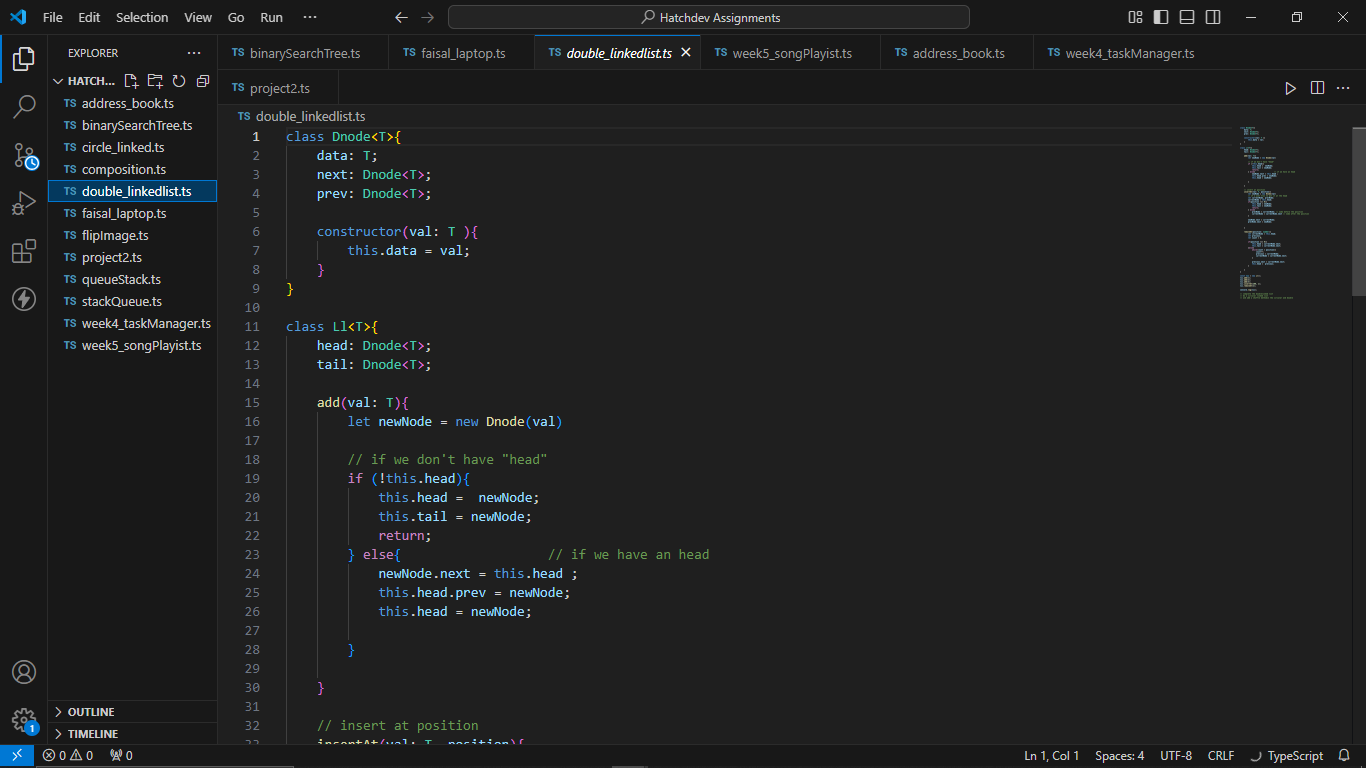 File Edit Selection View Go Run ··· Hatchdev Assignments
EXPLORER ···
HATCH...
TS address_book.ts
TS binarySearchTree.ts
TS circle_linked.ts
TS composition.ts
TS double_linkedlist.ts
TS faisal_laptop.ts
TS flipImage.ts
TS project2.ts
TS queueStack.ts
TS stackQueue.ts
TS week4_taskManager.ts
TS week5_songPlayist.ts
OUTLINE
TIMELINE
TS binarySearchTree.ts TS faisal_laptop.ts TS double_linkedlist.ts TS week5_songPlayist.ts TS address_book.ts TS week4_taskManager.ts
TS project2.ts
TS double_linkedlist.ts
1 class Dnode<T>{
2 data: T;
3 next: Dnode<T>;
4 prev: Dnode<T>;
5
6 constructor(val: T ){
7 this.data = val;
8 }
9 }
10
11 class Ll<T>{
12 head: Dnode<T>;
13 tail: Dnode<T>;
14
15 add(val: T){
16 let newNode = new Dnode(val)
17
18 // if we don't have "head"
19 if (!this.head){
20 this.head =  newNode;
21 this.tail = newNode;
22 return;
23 } else{ // if we have an head
24 newNode.next = this.head ;
25 this.head.prev = newNode;
26 this.head = newNode;
27
28 }
29
30 }
31
32 // insert at position
33 insertAt(val: T, position){
1
0 0 0 Ln 1, Col 1 Spaces: 4 UTF-8 CRLF TypeScript